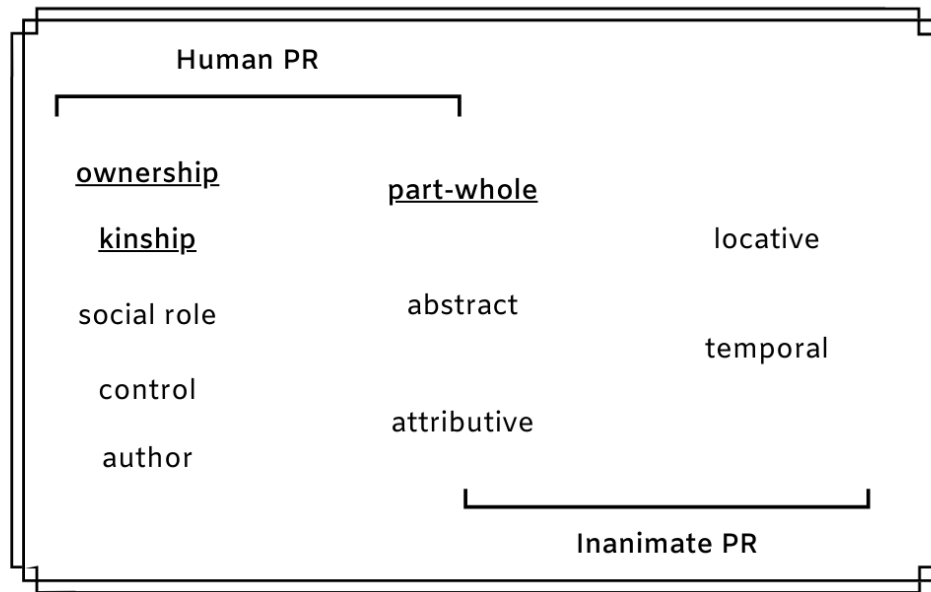 Human PR
ownership
kinship
social role
control
author
part-whole
abstract
attributive
locative
temporal
Inanimate PR